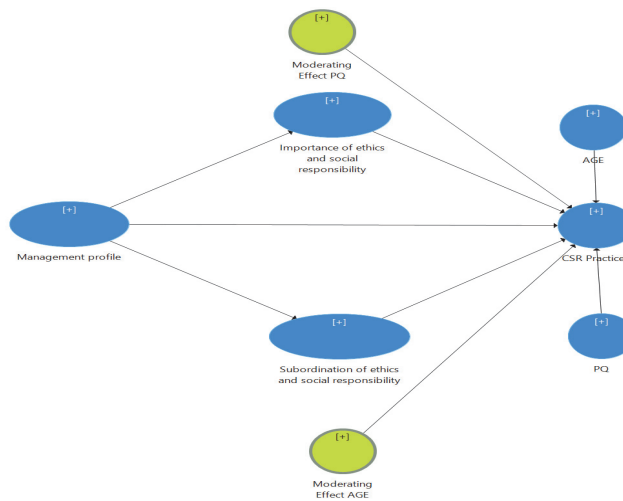 [+]
Moderating
Effect PQ
[+]
Importance of ethics
and social
responsibility
[+]
AGE
[+]
Management profile
[+]
CSR Practice
[+]
Subordination of ethics
and social responsibility
[+]
PQ
[+]
Moderating
Effect AGE